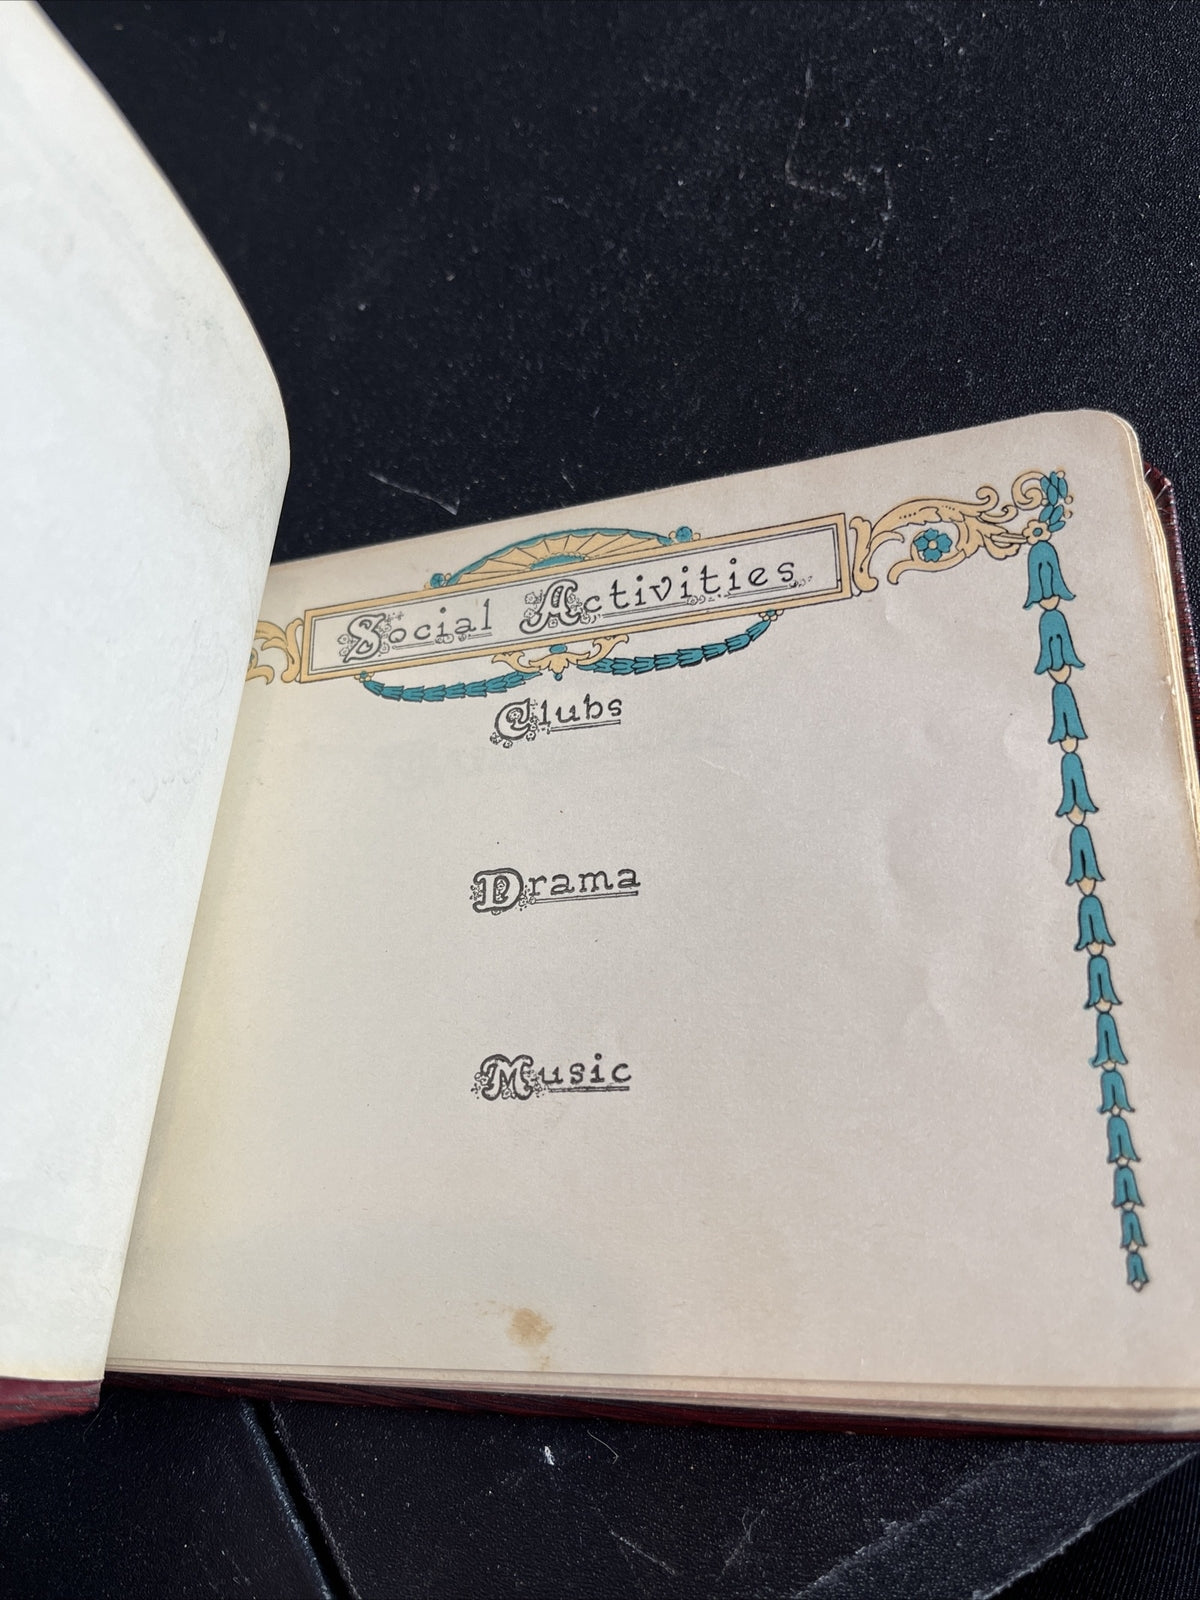 Social Activities
Clubs
Drama
Music